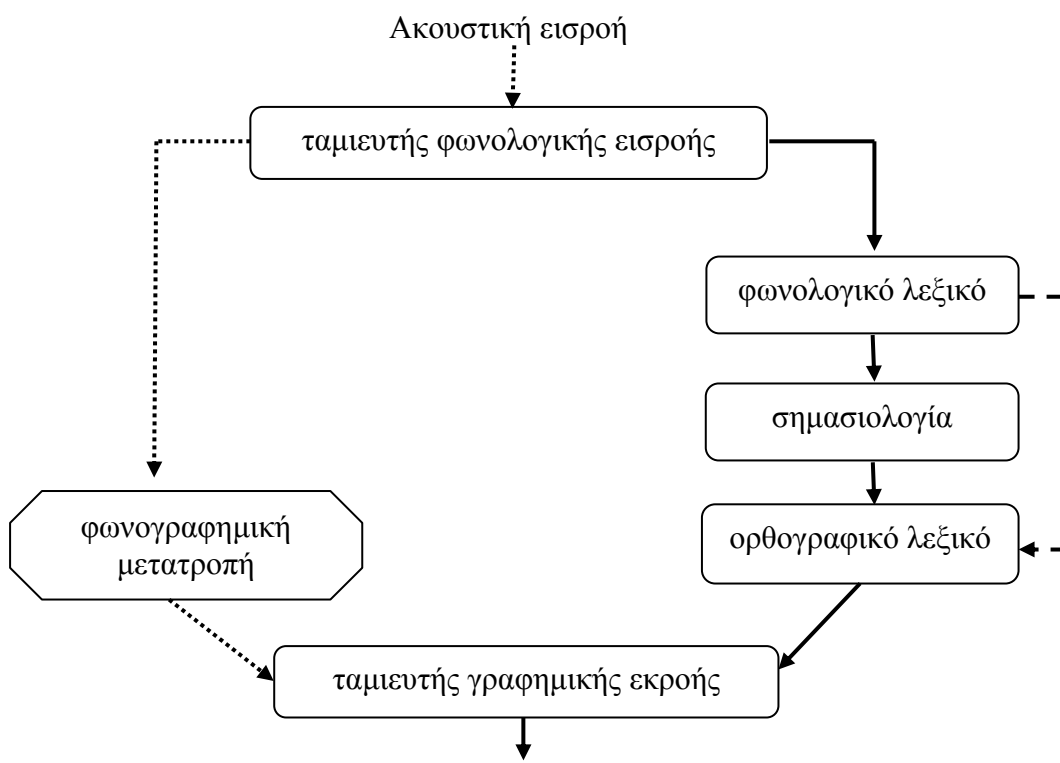 Ακουστική εισροή
ταμιευτής φωνολογικής εισροής
φωνολογικό λεξικό
σημασιολογία
φωνογραφημική
μετατροπή
ορθογραφικό λεξικό
ταμιευτής γραφημικής εκροής